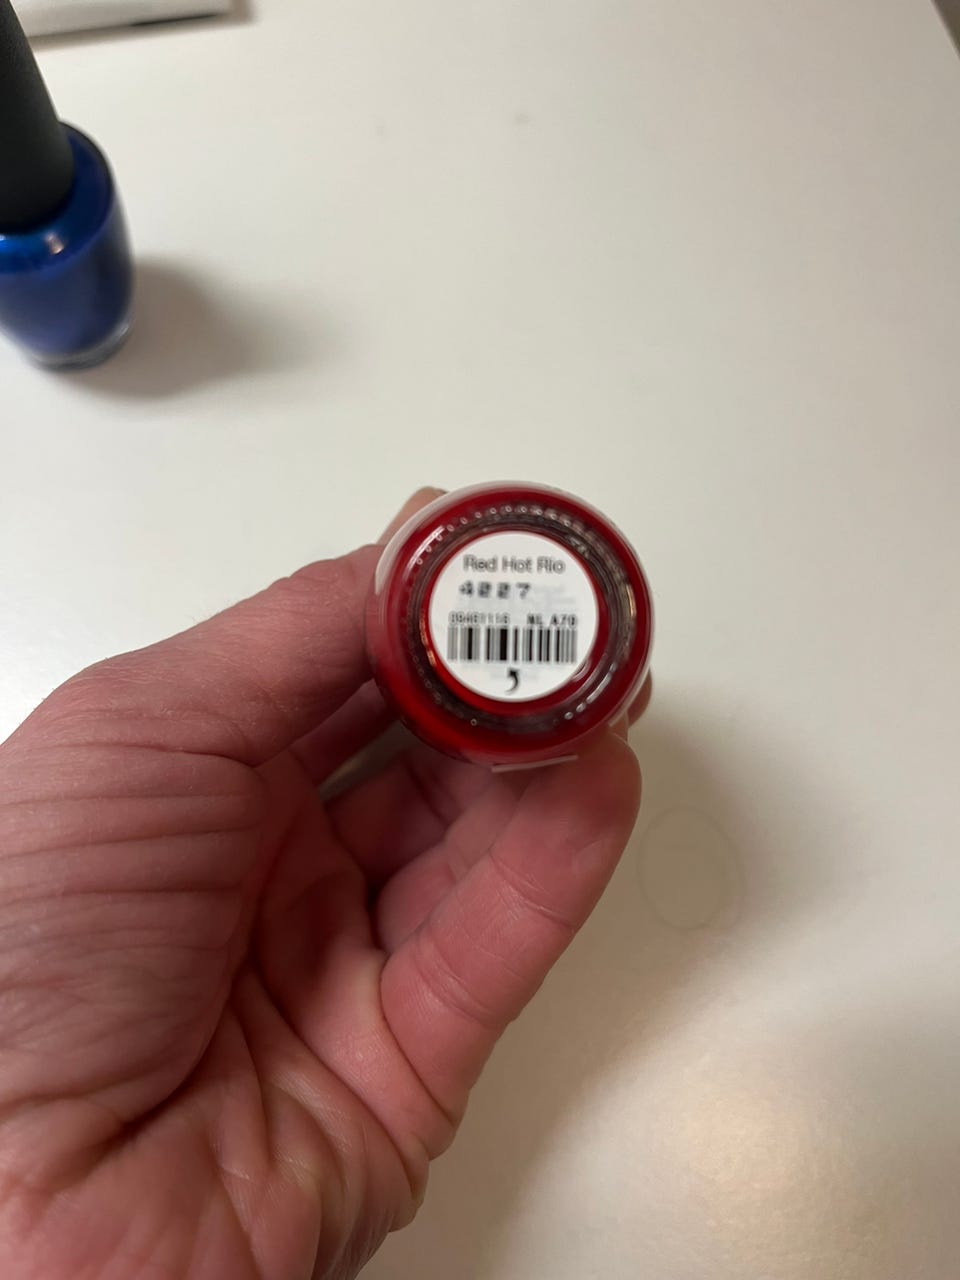 Red Hot Rio
4227
NL A70